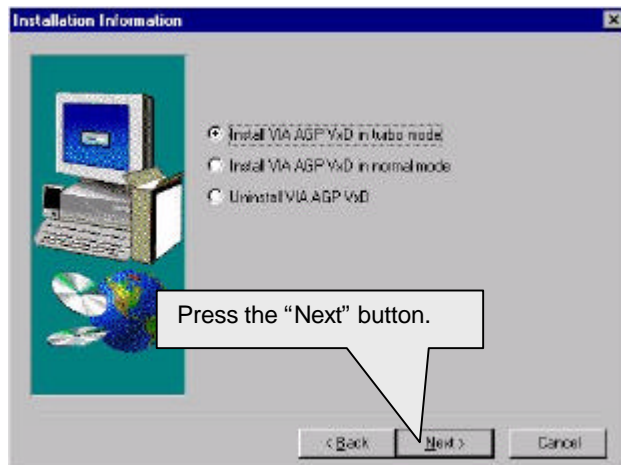 Installation Information
Install VIA AGP VxD in turbo mode
Install VIA AGP VxD in normal mode
Uninstall VIA AGP VxD
Press the “Next” button.
< Back
Next >
Cancel